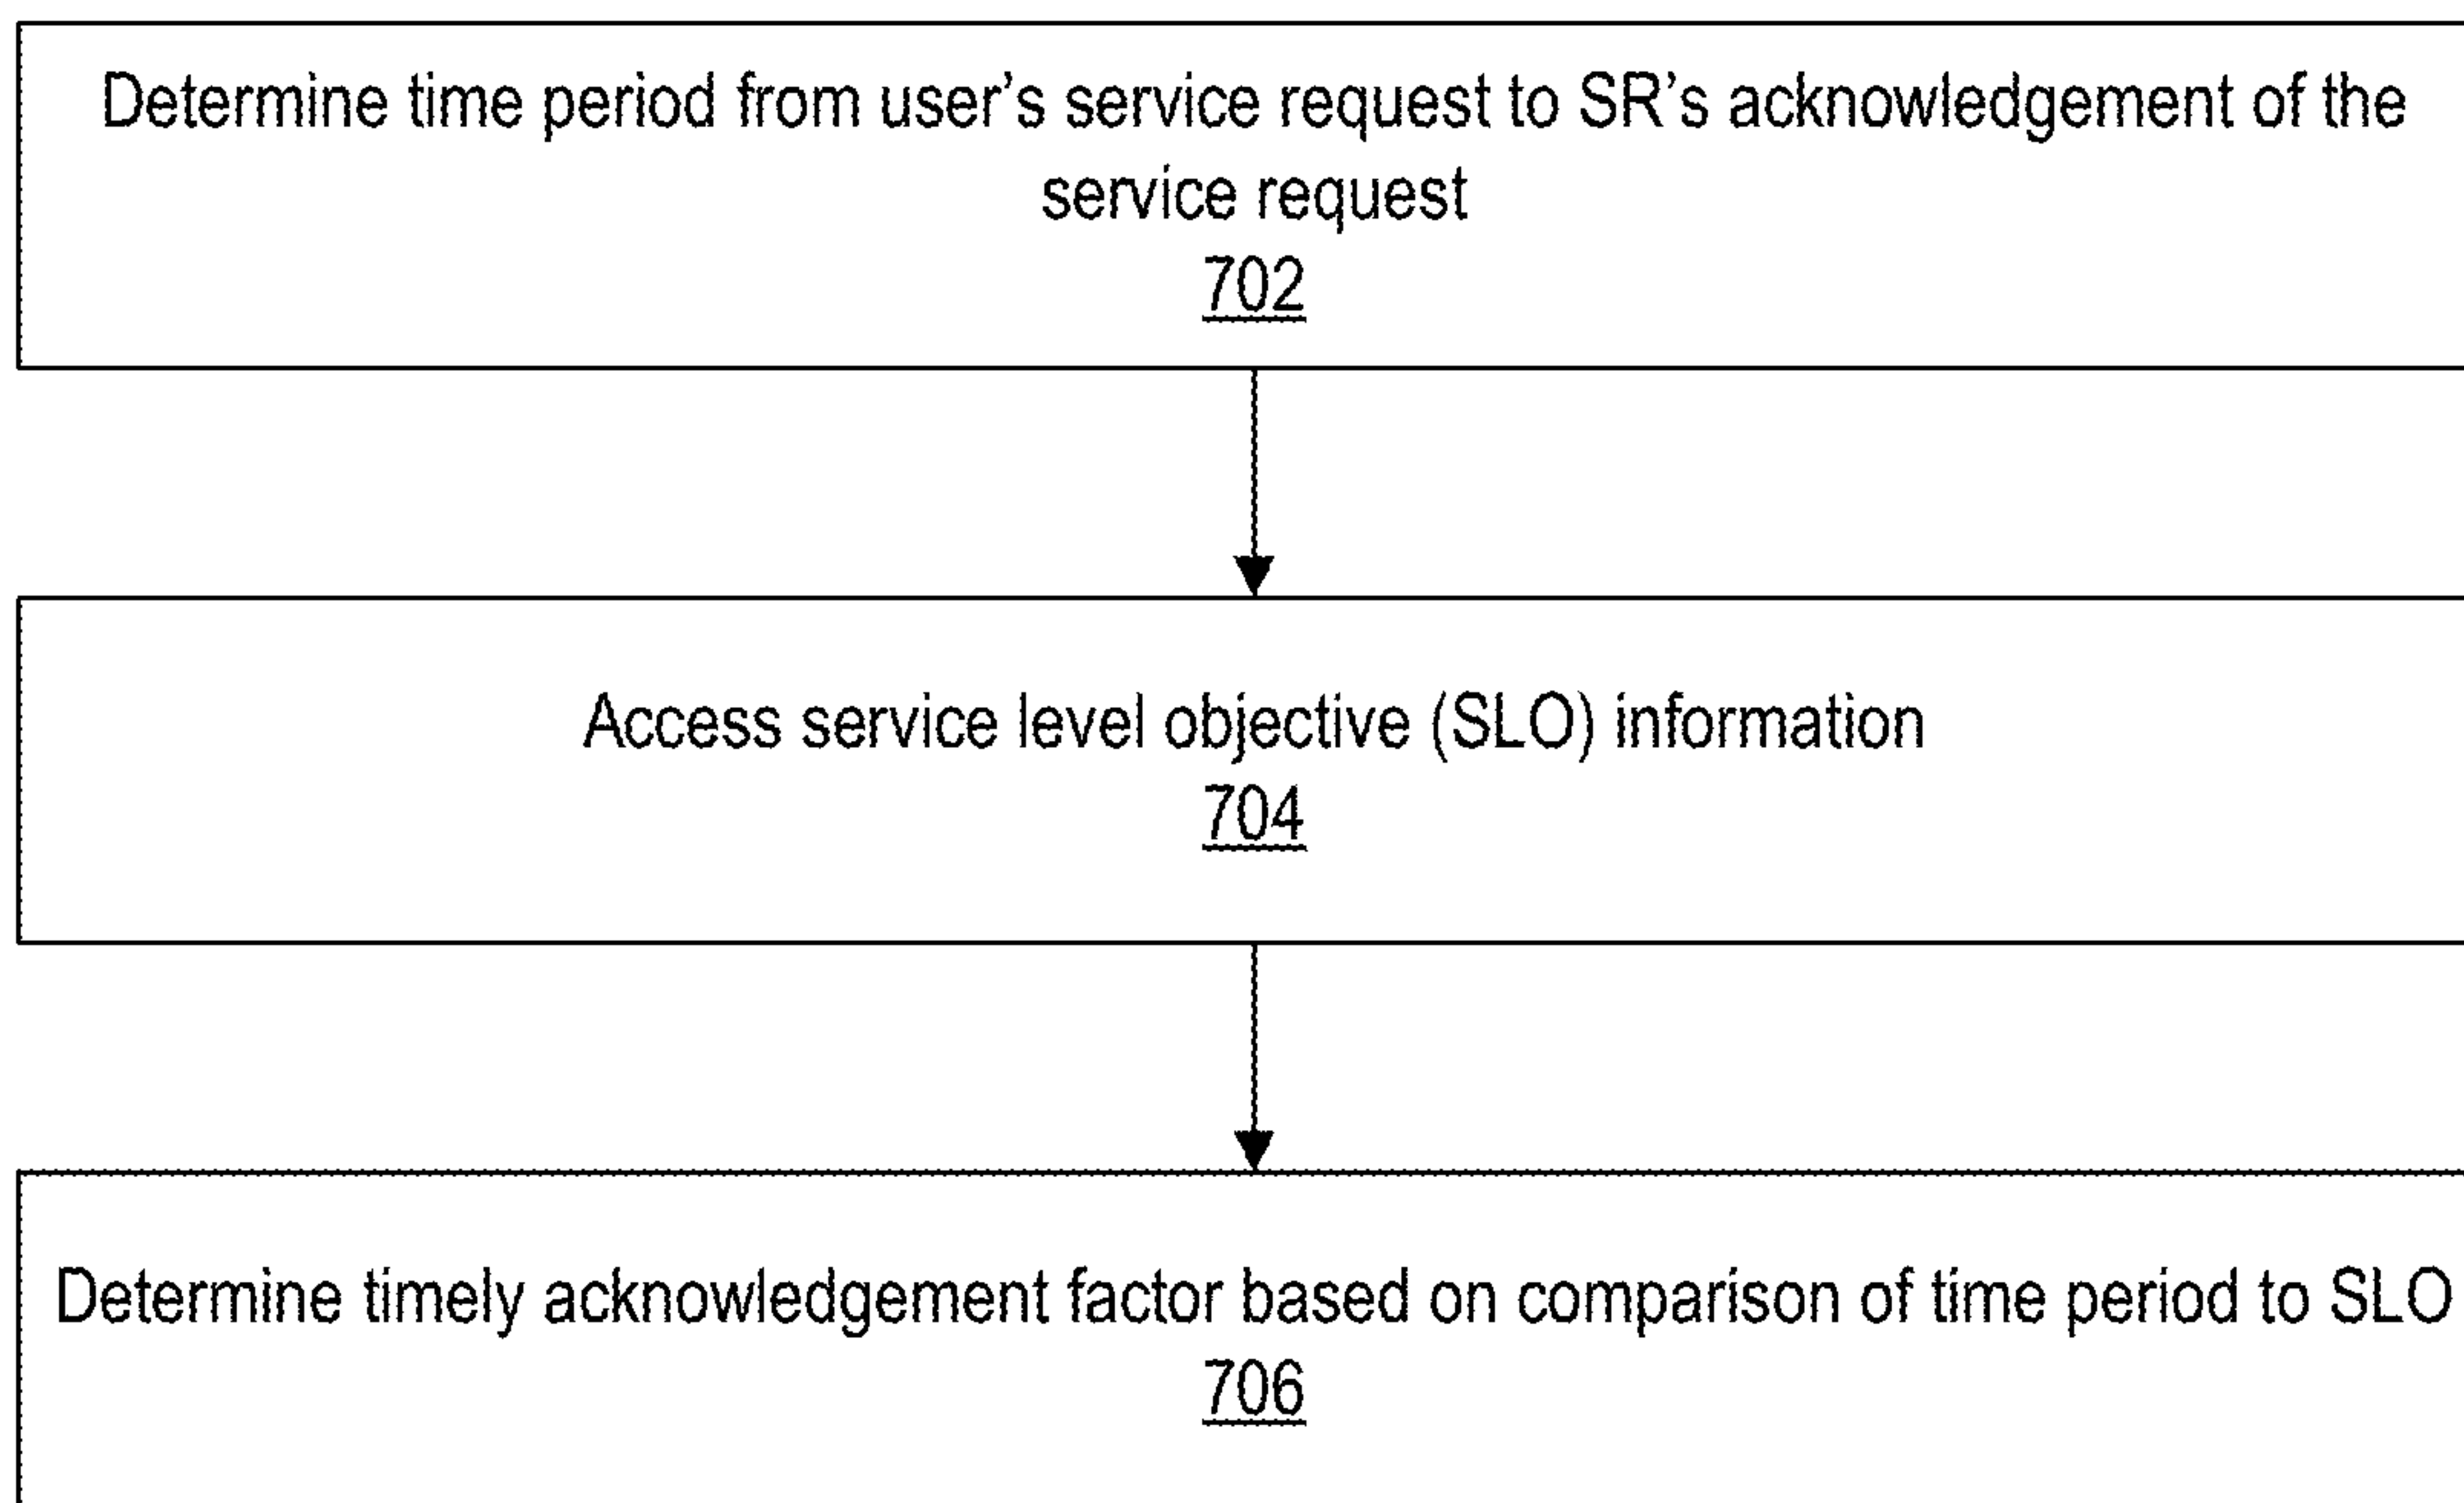 Determine time period from user's service request to SR's acknowledgement of the
service request
702
Access service level objective (SLO) information
704
Determine timely acknowledgement factor based on comparison of time period to SLO
706